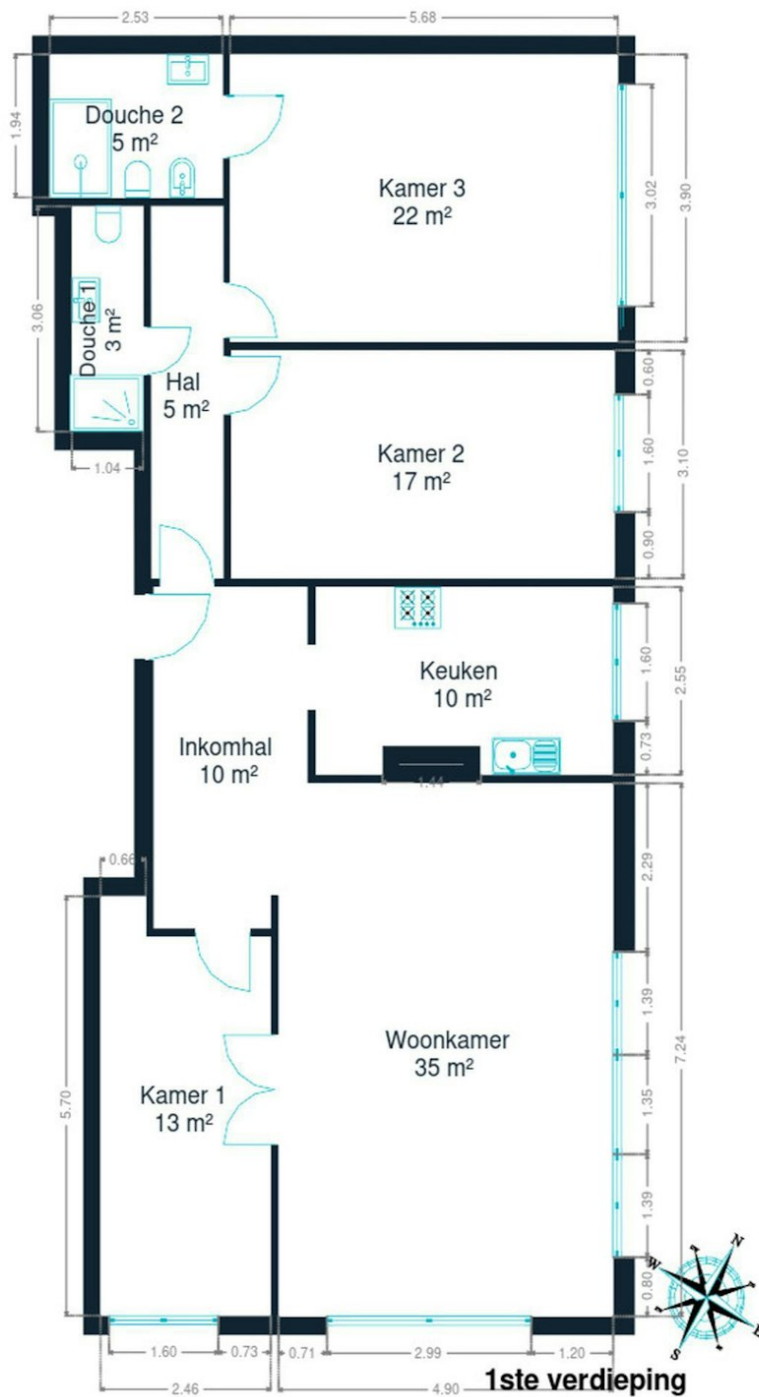 2.53
5.68
Douche 2
5 m²
1.94
Kamer 3
22 m²
3.02
3.90
Douche 1
3 m²
3.06
Hal
5 m²
1.04
Kamer 2
17 m²
0.60
1.60
0.90
3.10
Keuken
10 m²
1.60
0.73
2.55
Inkomhal
10 m²
1.44
0.66
2.29
1.39
1.35
1.39
0.80
7.24
Woonkamer
35 m²
Kamer 1
13 m²
5.70
N
W
E
S
1.60
0.73
0.71
2.99
1.20
2.46
4.90
1ste verdieping